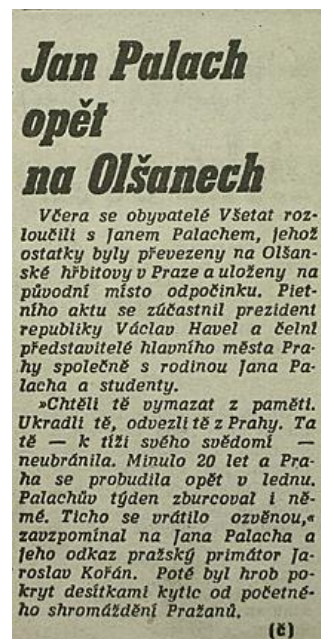 Jan Palach
opět
na Olšanech
Včera se obyvatelé Všetat roz-
loučili s Janem Palachem, jehož
ostatky byly převezeny na Olšan-
ské hřbitovy v Praze a uloženy na
původní místo odpočinku. Piet-
ního aktu se zúčastnil prezident
republiky Václav Havel a čelní
představitelé hlavního města Pra-
hy společně s rodinou Jana Pa-
lacha a studenty.
»Chtěli tě vymazat z paměti.
Ukradli tě, odvezli tě z Prahy. Ta
tě — k tíži svého svědomí —
neubránila. Minulo 20 let a Pra-
ha se probudila opět v lednu.
Palachův týden zburcoval i ně-
mé. Ticho se vrátilo ozvěnou,«
zavzpomínal na Jana Palacha a
jeho odkaz pražský primátor Ja-
roslav Kořán. Poté byl hrob po-
kryt desítkami kytic od početné-
ho shromáždění Pražanů.
(č)